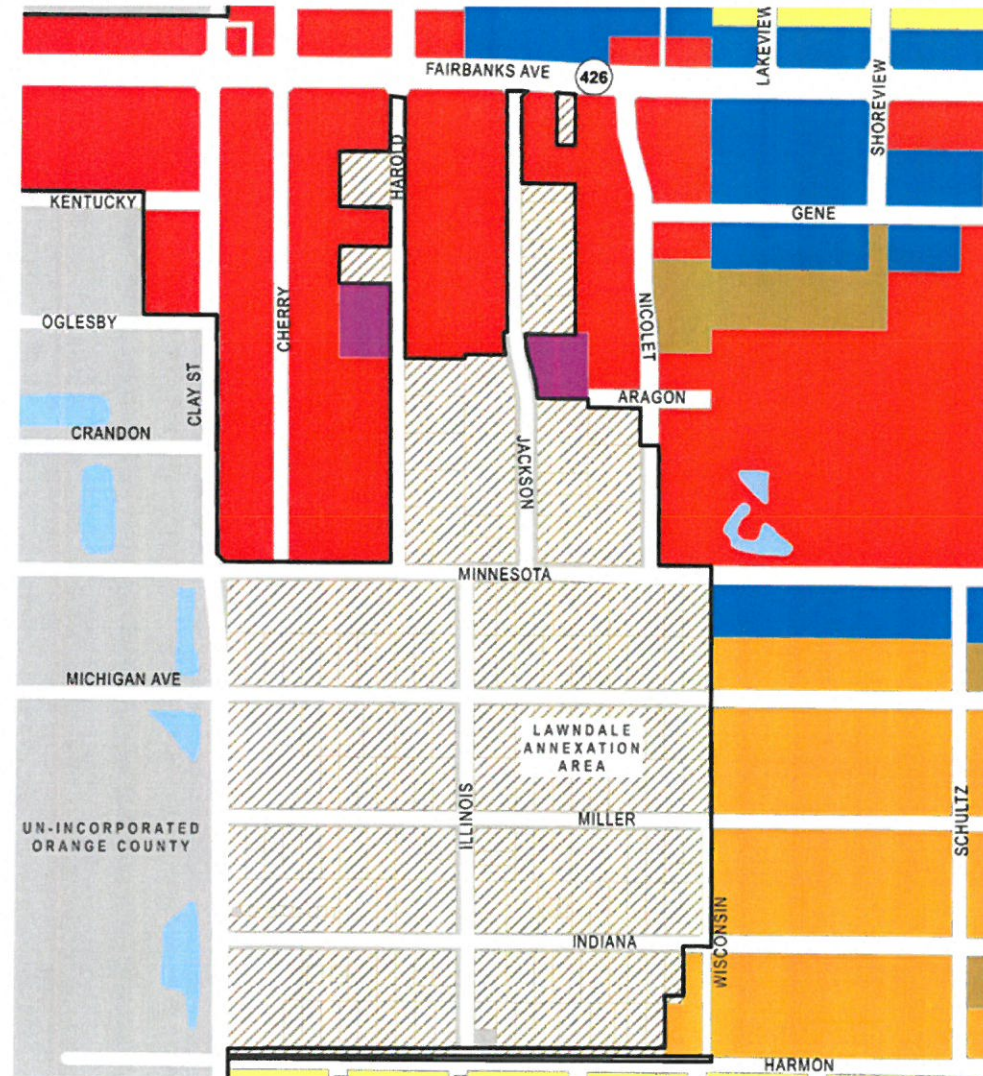 LAKEVIEW
FAIRBANKS AVE
426
SHOREVIEW
HAROLD
KENTUCKY
GENE
CHERRY
OGLESBY
NICOLET
CLAY ST
ARAGON
CRANDON
JACKSON
MINNESOTA
MICHIGAN AVE
LAWNDALE
ANNEXATION
AREA
ILLINOIS
MILLER
SCHULTZ
UN-INCORPORATED
ORANGE COUNTY
WISCONSIN
INDIANA
HARMON